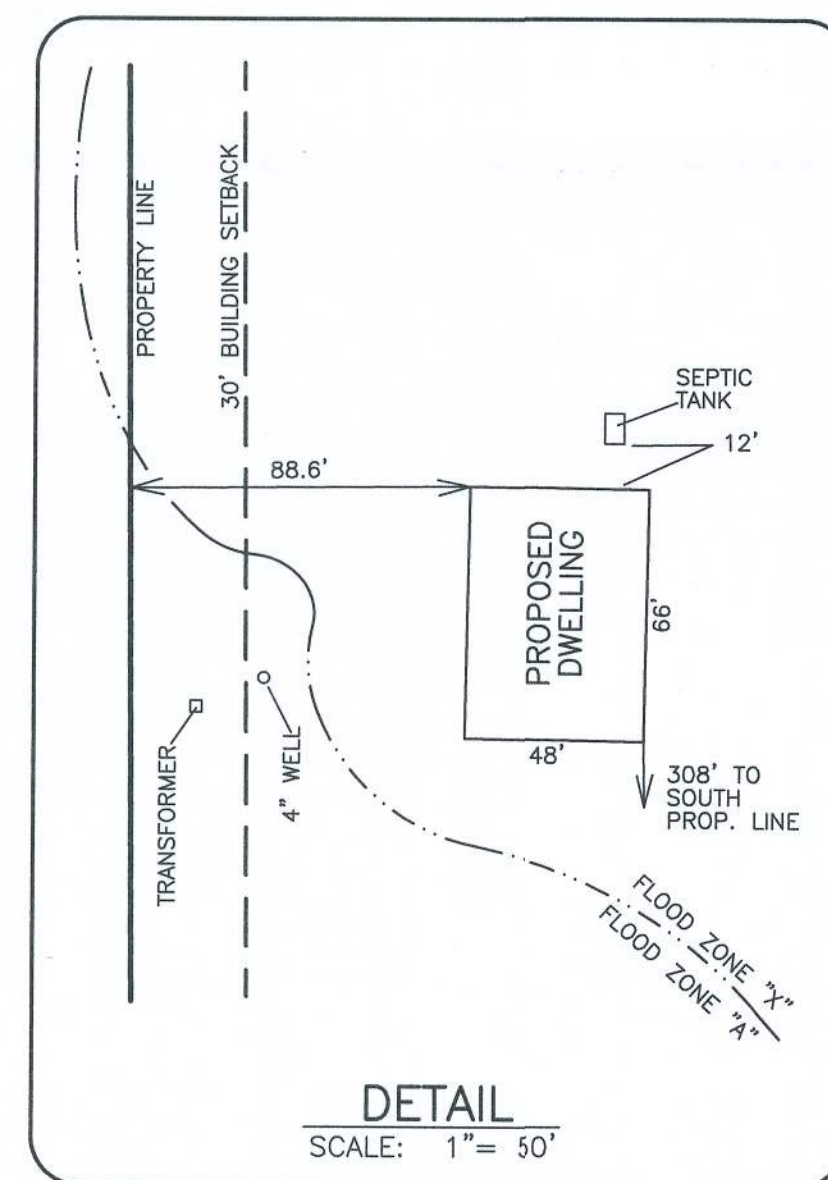 PROPERTY LINE
30' BUILDING SETBACK
SEPTIC
TANK
12'
88.6'
PROPOSED
DWELLING
66'
48'
308' TO
SOUTH
PROP. LINE
TRANSFORMER
4" WELL
FLOOD ZONE "X"
FLOOD ZONE "A"
DETAIL
SCALE: 1"= 50'